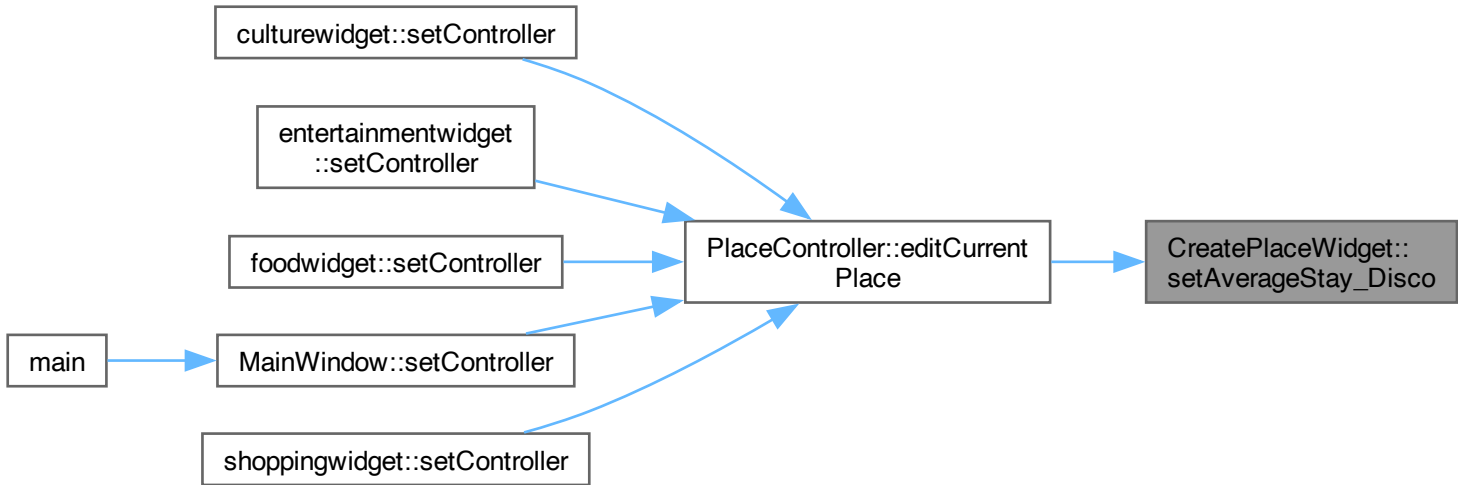 culturewidget::setController
entertainmentwidget
::setController
foodwidget::setController
main
MainWindow::setController
shoppingwidget::setController
PlaceController::editCurrent
Place
CreatePlaceWidget::
setAverageStay_Disco